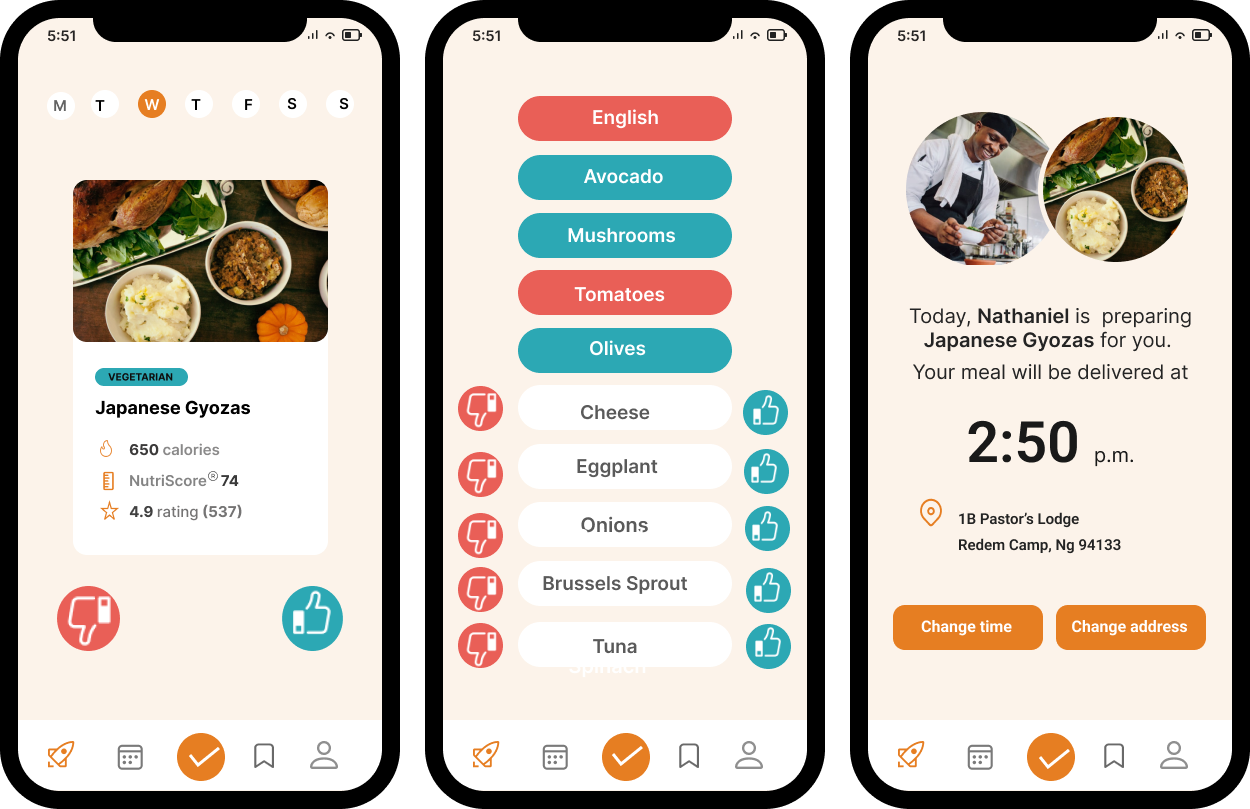 5:51
M T W T F S S
VEGETARIAN
Japanese Gyozas
650 calories
NutriScore® 74
4.9 rating (537)
5:51
English
Avocado
Mushrooms
Tomatoes
Olives
Cheese
Eggplant
Onions
Brussels Sprout
Tuna
Spinach
5:51
Today, Nathaniel is preparing
Japanese Gyozas for you.
Your meal will be delivered at
2:50 p.m.
1B Pastor's Lodge
Redem Camp, Ng 94133
Change time
Change address